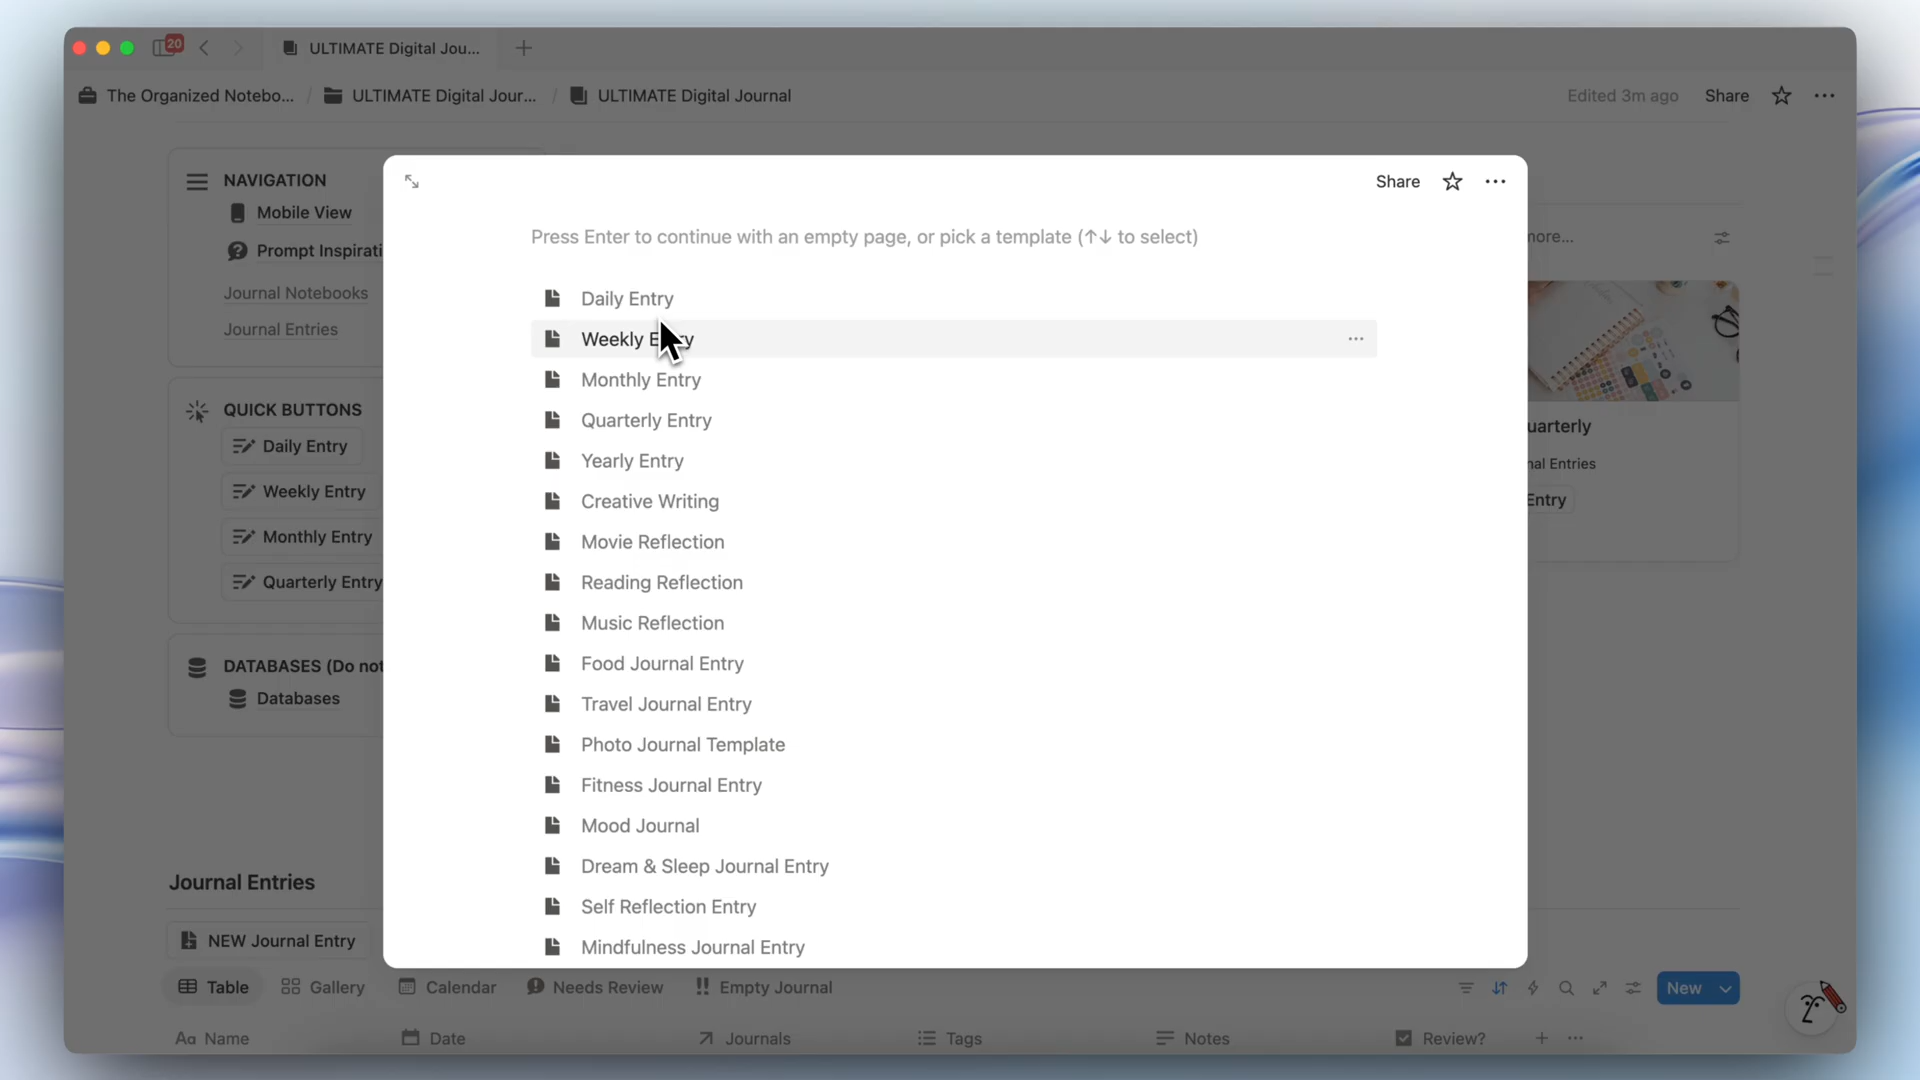 20
ULTIMATE Digital Jou...
The Organized Notebo... / ULTIMATE Digital Jour... / ULTIMATE Digital Journal
Edited 3m ago
Share
NAVIGATION
Mobile View
Prompt Inspirati
Journal Notebooks
Journal Entries
QUICK BUTTONS
Daily Entry
Weekly Entry
Monthly Entry
Quarterly Entry
DATABASES (Do not
Databases
Share
Press Enter to continue with an empty page, or pick a template (↑↓ to select)
Daily Entry
Weekly E ry
Monthly Entry
Quarterly Entry
Yearly Entry
Creative Writing
Movie Reflection
Reading Reflection
Music Reflection
Food Journal Entry
Travel Journal Entry
Photo Journal Template
Fitness Journal Entry
Mood Journal
Dream & Sleep Journal Entry
Self Reflection Entry
Mindfulness Journal Entry
more...
uarterly
nal Entries
Entry
Journal Entries
NEW Journal Entry
Table
Gallery
Calendar
Needs Review
Empty Journal
New
Aa Name
Date
Journals
Tags
Notes
Review?